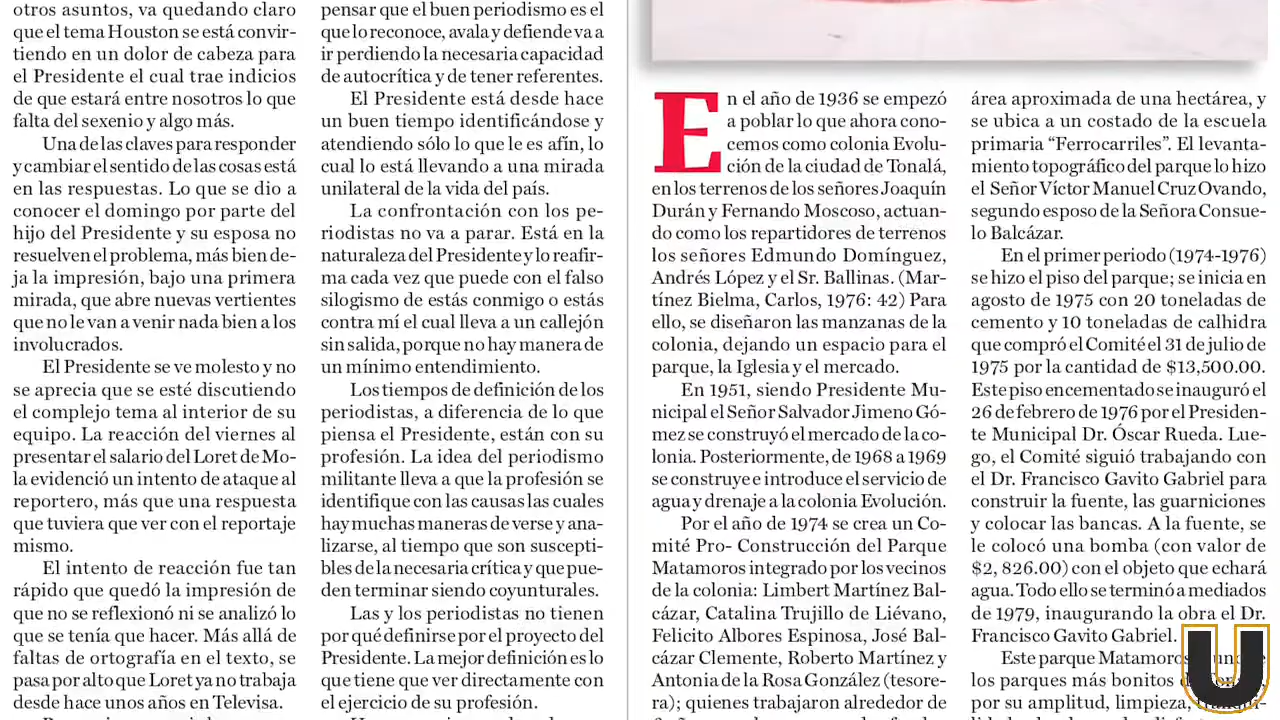 otros asuntos, va quedando claro
que el tema Houston se está convir-
tiendo en un dolor de cabeza para
el Presidente el cual trae indicios
de que estará entre nosotros lo que
falta del sexenio y algo más.
Una de las claves para responder
y cambiar el sentido de las cosas está
en las respuestas. Lo que se dio a
conocer el domingo por parte del
hijo del Presidente y su esposa no
resuelven el problema, más bien de-
ja la impresión, bajo una primera
mirada, que abre nuevas vertientes
que no le van a venir nada bien a los
involucrados.
El Presidente se ve molesto y no
se aprecia que se esté discutiendo
el complejo tema al interior de su
equipo. La reacción del viernes al
presentar el salario del Loret de Mo-
la evidenció un intento de ataque al
reportero, más que una respuesta
que tuviera que ver con el reportaje
mismo.
El intento de reacción fue tan
rápido que quedó la impresión de
que no se reflexionó ni se analizó lo
que se tenía que hacer. Más allá de
faltas de ortografía en el texto, se
pasa por alto que Loret ya no trabaja
desde hace unos años en Televisa.
pensar que el buen periodismo es el
que lo reconoce, avala y defiende va a
ir perdiendo la necesaria capacidad
de autocrítica y de tener referentes.
El Presidente está desde hace
un buen tiempo identificándose y
atendiendo sólo lo que le es afín, lo
cual lo está llevando a una mirada
unilateral de la vida del país.
La confrontación con los pe-
riodistas no va a parar. Está en la
naturaleza del Presidente y lo reafir-
ma cada vez que puede con el falso
silogismo de estás conmigo o estás
contra mí el cual lleva a un callejón
sin salida, porque no hay manera de
un mínimo entendimiento.
Los tiempos de definición de los
periodistas, a diferencia de lo que
piensa el Presidente, están con su
profesión. La idea del periodismo
militante lleva a que la profesión se
identifique con las causas las cuales
hay muchas maneras de verse y ana-
lizarse, al tiempo que son suscepti-
bles de la necesaria crítica y que pue-
den terminar siendo coyunturales.
Las y los periodistas no tienen
por qué definirse por el proyecto del
Presidente. La mejor definición es lo
que tiene que ver directamente con
el ejercicio de su profesión.
En el año de 1936 se empezó
a poblar lo que ahora cono-
cemos como colonia Evolu-
ción de la ciudad de Tonalá,
en los terrenos de los señores Joaquín
Durán y Fernando Moscoso, actuan-
do como los repartidores de terrenos
los señores Edmundo Domínguez,
Andrés López y el Sr. Ballinas. (Mar-
tínez Bielma, Carlos, 1976: 42) Para
ello, se diseñaron las manzanas de la
colonia, dejando un espacio para el
parque, la Iglesia y el mercado.
En 1951, siendo Presidente Mu-
nicipal el Señor Salvador Jimeno Gó-
mez se construyó el mercado de la co-
lonia. Posteriormente, de 1968 a 1969
se construye e introduce el servicio de
agua y drenaje a la colonia Evolución.
Por el año de 1974 se crea un Co-
mité Pro- Construcción del Parque
Matamoros integrado por los vecinos
de la colonia: Limbert Martínez Bal-
cázar, Catalina Trujillo de Liévano,
Felicito Albores Espinosa, José Bal-
cázar Clemente, Roberto Martínez y
Antonia de la Rosa González (tesore-
ra); quienes trabajaron alrededor de
área aproximada de una hectárea, y
se ubica a un costado de la escuela
primaria “Ferrocarriles”. El levanta-
miento topográfico del parque lo hizo
el Señor Víctor Manuel Cruz Ovando,
segundo esposo de la Señora Consue-
lo Balcázar.
En el primer periodo (1974-1976)
se hizo el piso del parque; se inicia en
agosto de 1975 con 20 toneladas de
cemento y 10 toneladas de calhidra
que compró el Comité el 31 de julio de
1975 por la cantidad de $13,500.00.
Este piso encementado se inauguró el
26 de febrero de 1976 por el Presiden-
te Municipal Dr. Óscar Rueda. Lue-
go, el Comité siguió trabajando con
el Dr. Francisco Gavito Gabriel para
construir la fuente, las guarniciones
y colocar las bancas. A la fuente, se
le colocó una bomba (con valor de
$2, 826.00) con el objeto que echará
agua. Todo ello se terminó a mediados
de 1979, inaugurando la obra el Dr.
Francisco Gavito Gabriel.
Este parque Matamoros
los parques más bonitos
por su amplitud, limpieza,
U